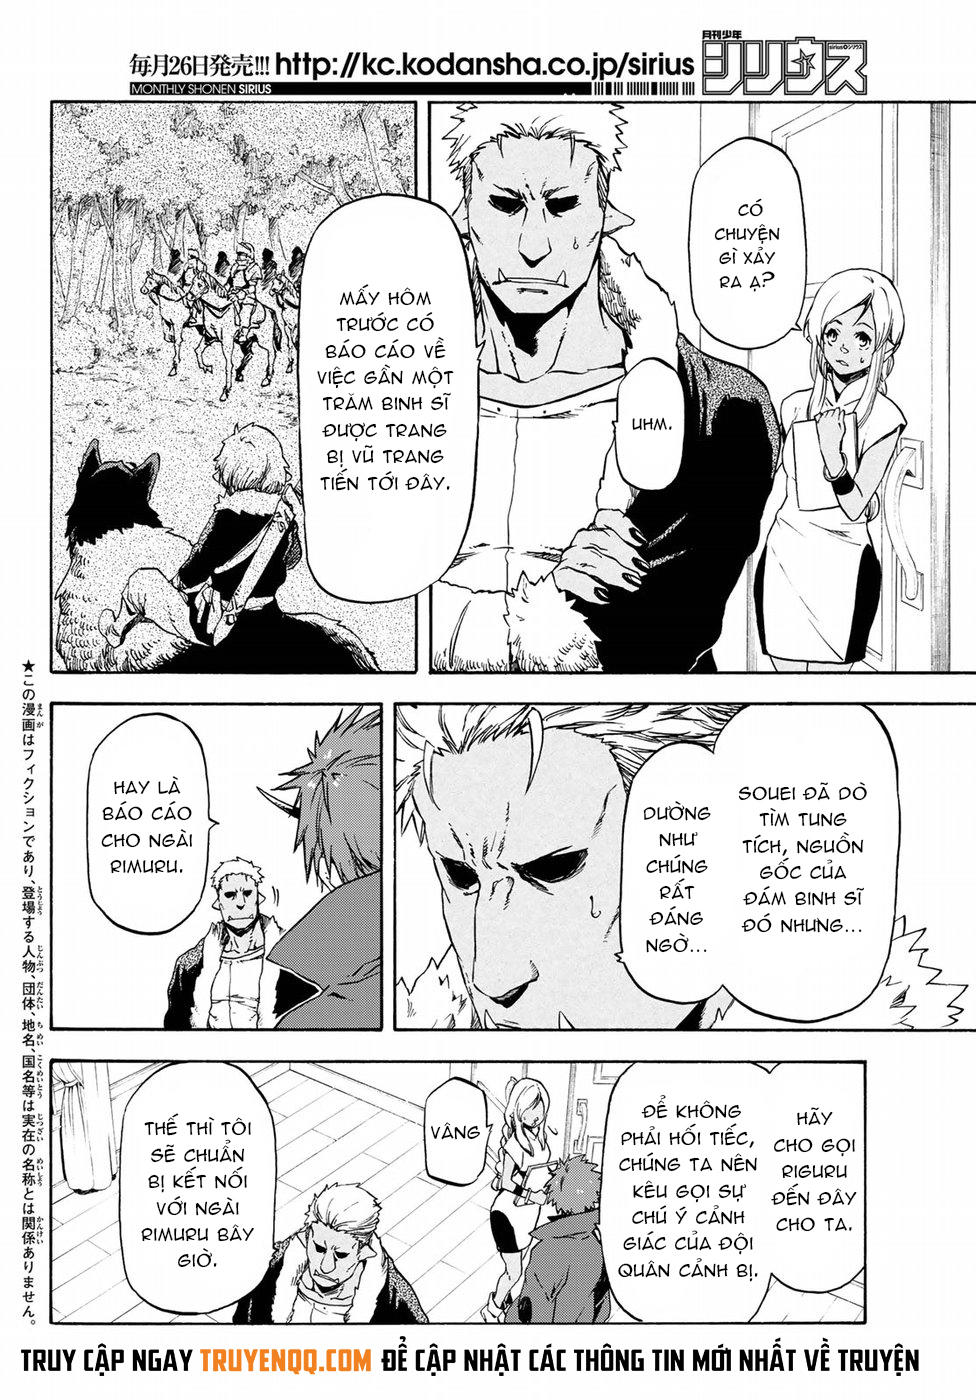 毎月26日発売!!! http://kc.kodansha.co.jp/sirius
月刊少年
シリウス
MONTHLY SHONEN SIRIUS
CÓ
CHUYỆN
GÌ XẢY
RA Ạ?
UHM.
MẤY HÔM
TRƯỚC CÓ
BÁO CÁO VỀ
VIỆC GẦN MỘT
TRĂM BINH SĨ
ĐƯỢC TRANG
BỊ VŨ TRANG
TIẾN TỚI ĐÂY.
SOUEI ĐÃ DÒ
TÌM TUNG
TÍCH, NGUỒN
GỐC CỦA
ĐÁM BINH SĨ
ĐÓ NHƯNG...
DƯỜNG
NHƯ
CHÚNG
RẤT
ĐÁNG
NGỜ...
HAY LÀ
BÁO CÁO
CHO NGÀI
RIMURU.
HÃY
CHO GỌI
RIGURU
ĐẾN ĐÂY
CHO TA.
ĐỂ KHÔNG
PHẢI HỐI TIẾC,
CHÚNG TA NÊN
KÊU GỌI SỰ
CHÚ Ý CẢNH
GIÁC CỦA ĐỘI
QUÂN CẢNH BỊ.
VÂNG
THẾ THÌ TÔI
SẼ CHUẨN
BỊ KẾT NỐI
VỚI NGÀI
RIMURU BÂY
GIỜ.
★この漫画はフィクションであり、登場する人物、団体、地名、国名等は実在の名称とは関係ありません。
TRUY CẬP NGAY TRUYENQQ.COM ĐỂ CẬP NHẬT CÁC THÔNG TIN MỚI NHẤT VỀ TRUYỆN